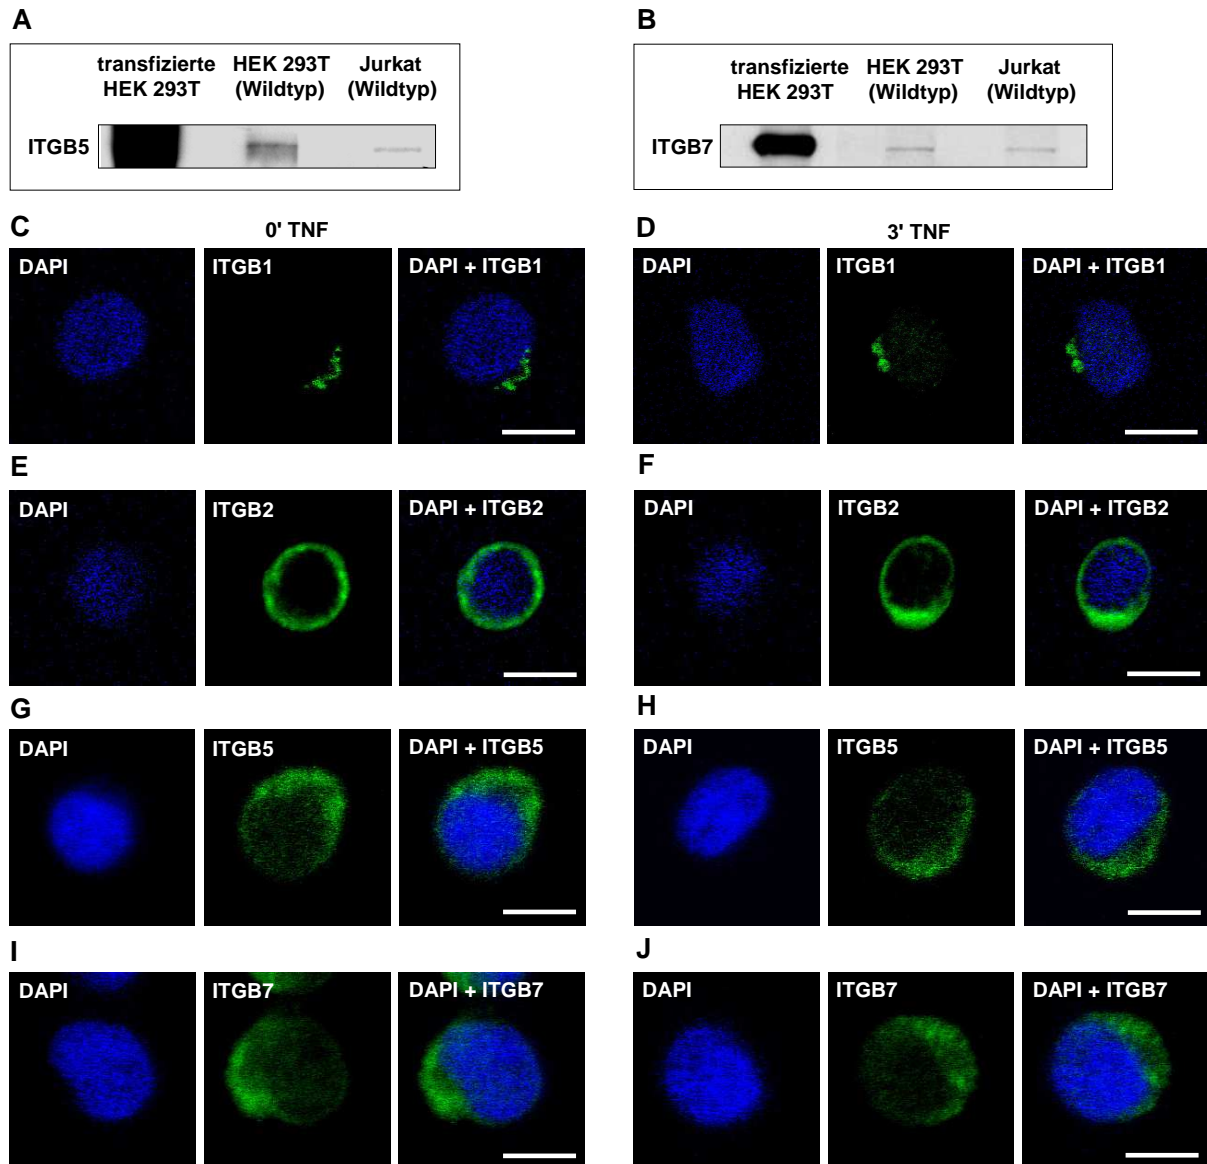 A
transfizierte HEK 293T Jurkat
HEK 293T (Wildtyp) (Wildtyp)
ITGB5
B
transfizierte HEK 293T Jurkat
HEK 293T (Wildtyp) (Wildtyp)
ITGB7
C
0' TNF
DAPI ITGB1 DAPI + ITGB1
D
3' TNF
DAPI ITGB1 DAPI + ITGB1
E
DAPI ITGB2 DAPI + ITGB2
F
DAPI ITGB2 DAPI + ITGB2
G
DAPI ITGB5 DAPI + ITGB5
H
DAPI ITGB5 DAPI + ITGB5
I
DAPI ITGB7 DAPI + ITGB7
J
DAPI ITGB7 DAPI + ITGB7